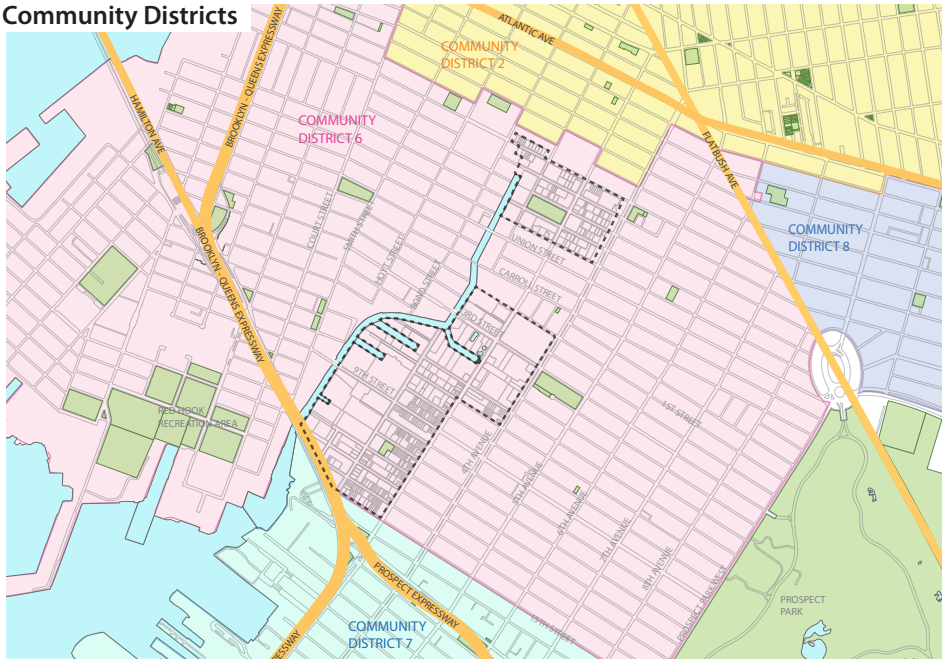 Community Districts
ATLANTIC AVE
COMMUNITY
DISTRICT 2
BROOKLYN - QUEENS EXPRESSWAY
HAMILTON AVE
COMMUNITY
DISTRICT 6
FLATBUSH AVE
COMMUNITY
DISTRICT 8
COURT STREET
SMITH STREET
HOYT STREET
BOND STREET
UNION STREET
CARROLL STREET
3RD STREET
BROOKLYN - QUEENS EXPRESSWAY
9TH STREET
RED HOOK
RECREATION AREA
1ST STREET
4TH AVENUE
5TH AVENUE
6TH AVENUE
7TH AVENUE
8TH AVENUE
PROSPECT PARK WEST
PROSPECT
PARK
PROSPECT EXPRESSWAY
15TH STREET
COMMUNITY
DISTRICT 7
EXPRESSWAY